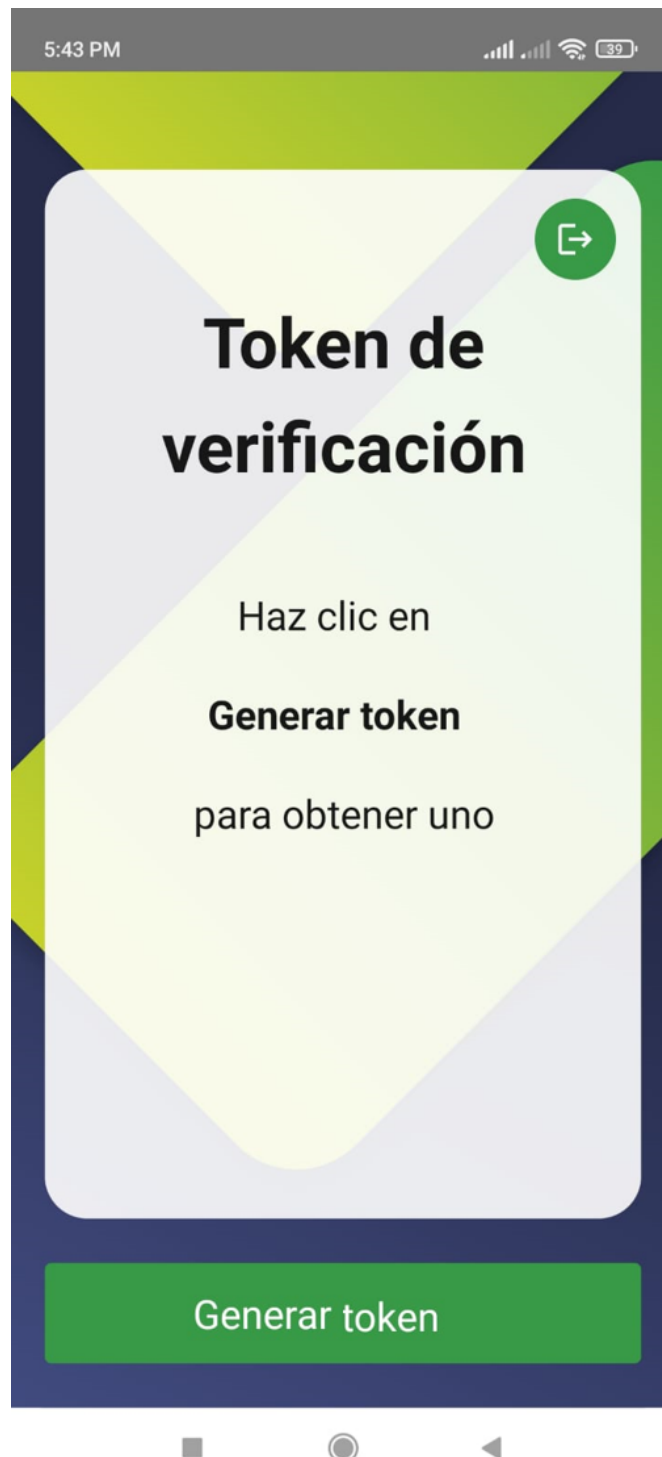 5:43 PM
39
Token de
verificación
Haz clic en
Generar token
para obtener uno
Generar token